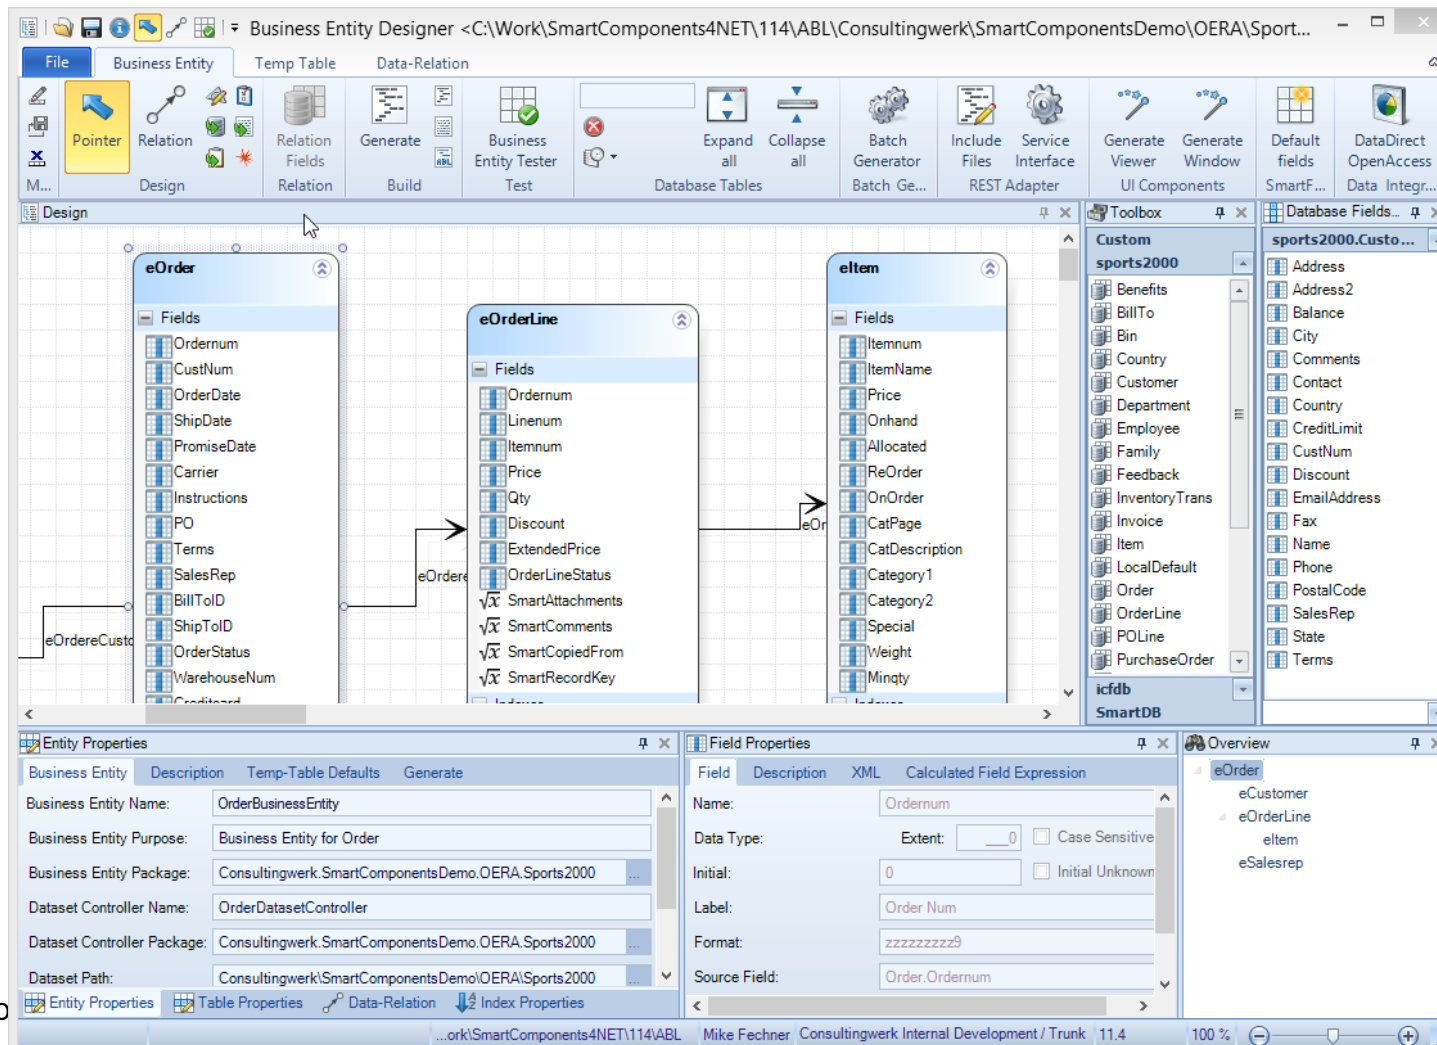 Business Entity Designer <C:\Work\SmartComponents4NET\114\ABL\Consultingwerk\SmartComponentsDemo\OERA\Sport...
File Business Entity Temp Table Data-Relation
Pointer Relation Relation Fields Generate ABL Business Entity Tester Expand all Collapse all Batch Generator Include Files Service Interface Generate Viewer Generate Window Default fields DataDirect OpenAccess
M... Design Relation Build Test Database Tables Batch Ge... REST Adapter UI Components SmartF... Data Integr...
Design
eOrder
Fields
Ordernum
CustNum
OrderDate
ShipDate
PromiseDate
Carrier
Instructions
PO
Terms
SalesRep
BillToID
ShipToID
OrderStatus
WarehouseNum
Creditcard
eOrdereCusto
eOrderLine
Fields
Ordernum
Linenum
Itemnum
Price
Qty
Discount
ExtendedPrice
OrderLineStatus
SmartAttachments
SmartComments
SmartCopiedFrom
SmartRecordKey
Indexes
eOrdere
eItem
Fields
Itemnum
ItemName
Price
Onhand
Allocated
ReOrder
OnOrder
CatPage
CatDescription
Category1
Category2
Special
Weight
Minqty
Indexes
eOr
Toolbox
Custom
sports2000
Benefits
BillTo
Bin
Country
Customer
Department
Employee
Family
Feedback
InventoryTrans
Invoice
Item
LocalDefault
Order
OrderLine
POLine
PurchaseOrder
icfdb
SmartDB
Database Fields...
sports2000.Custo...
Address
Address2
Balance
City
Comments
Contact
Country
CreditLimit
CustNum
Discount
EmailAddress
Fax
Name
Phone
PostalCode
SalesRep
State
Terms
Entity Properties
Business Entity Description Temp-Table Defaults Generate
Business Entity Name: OrderBusinessEntity
Business Entity Purpose: Business Entity for Order
Business Entity Package: Consultingwerk.SmartComponentsDemo.OERA.Sports2000 ...
Dataset Controller Name: OrderDatasetController
Dataset Controller Package: Consultingwerk.SmartComponentsDemo.OERA.Sports2000 ...
Dataset Path: Consultingwerk\SmartComponentsDemo\OERA\Sports2000 ...
Entity Properties Table Properties Data-Relation Index Properties
Field Properties
Field Description XML Calculated Field Expression
Name: Ordernum
Data Type: Extent: ___0 Case Sensitive
Initial: 0 Initial Unknown
Label: Order Num
Format: zzzzzzzzz9
Source Field: Order.Ordernum
Overview
eOrder
eCustomer
eOrderLine
eItem
eSalesrep
...ork\SmartComponents4NET\114\ABL Mike Fechner Consultingwerk Internal Development / Trunk 11.4 100 %